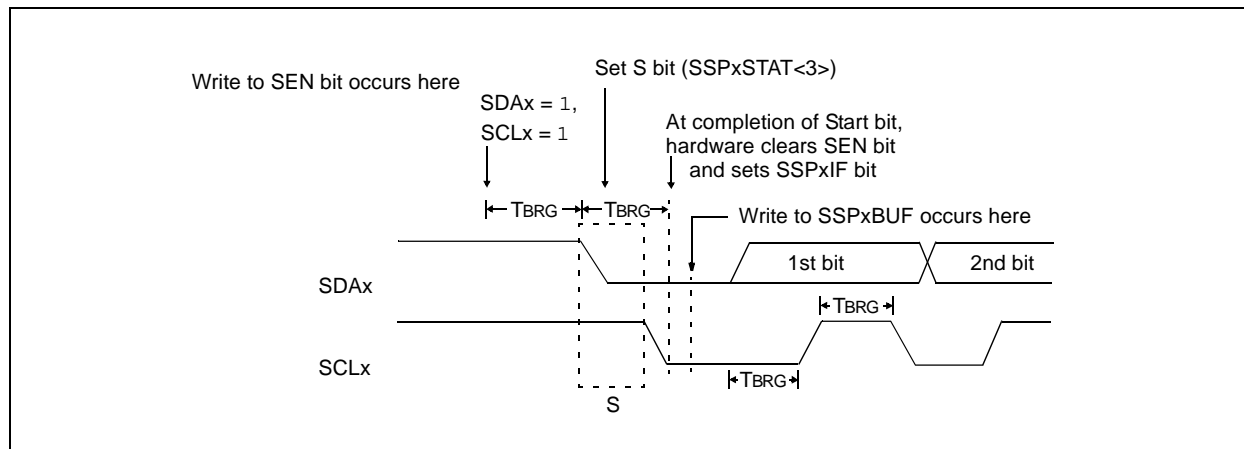 Write to SEN bit occurs here
Set S bit (SSPxSTAT<3>)
SDAx = 1,
SCLx = 1
At completion of Start bit,
hardware clears SEN bit
and sets SSPxIF bit
TBRG
TBRG
Write to SSPxBUF occurs here
SDAx
1st bit
2nd bit
TBRG
SCLx
TBRG
S